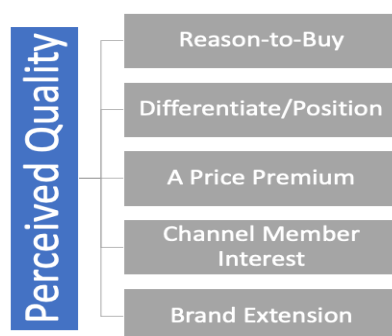 Perceived Quality
Reason-to-Buy
Differentiate/Position
A Price Premium
Channel Member
Interest
Brand Extension